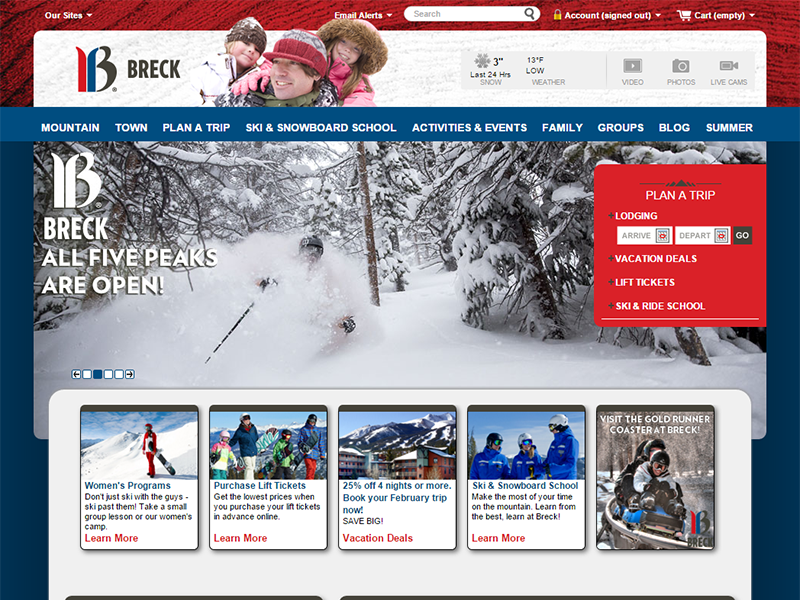 Our Sites
Email Alerts
Search
Account (signed out)
Cart (empty)
B
BRECK
3"
Last 24 Hrs
SNOW
13°F
LOW
WEATHER
VIDEO
PHOTOS
LIVE CAMS
MOUNTAIN
TOWN
PLAN A TRIP
SKI & SNOWBOARD SCHOOL
ACTIVITIES & EVENTS
FAMILY
GROUPS
BLOG
SUMMER
B
BRECK
ALL FIVE PEAKS
ARE OPEN!
PLAN A TRIP
+LODGING
ARRIVE
DEPART
GO
+VACATION DEALS
+LIFT TICKETS
+SKI & RIDE SCHOOL
Women's Programs
Don't just ski with the guys -
ski past them! Take a small
group lesson or our women's
camp.
Learn More
Purchase Lift Tickets
Get the lowest prices when
you purchase your lift tickets
in advance online.
Learn More
25% off 4 nights or more.
Book your February trip
now!
SAVE BIG!
Vacation Deals
Ski & Snowboard School
Make the most of your time
on the mountain. Learn from
the best, learn at Breck!
Learn More
VISIT THE GOLD RUNNER
COASTER AT BRECK!
B
BRECK